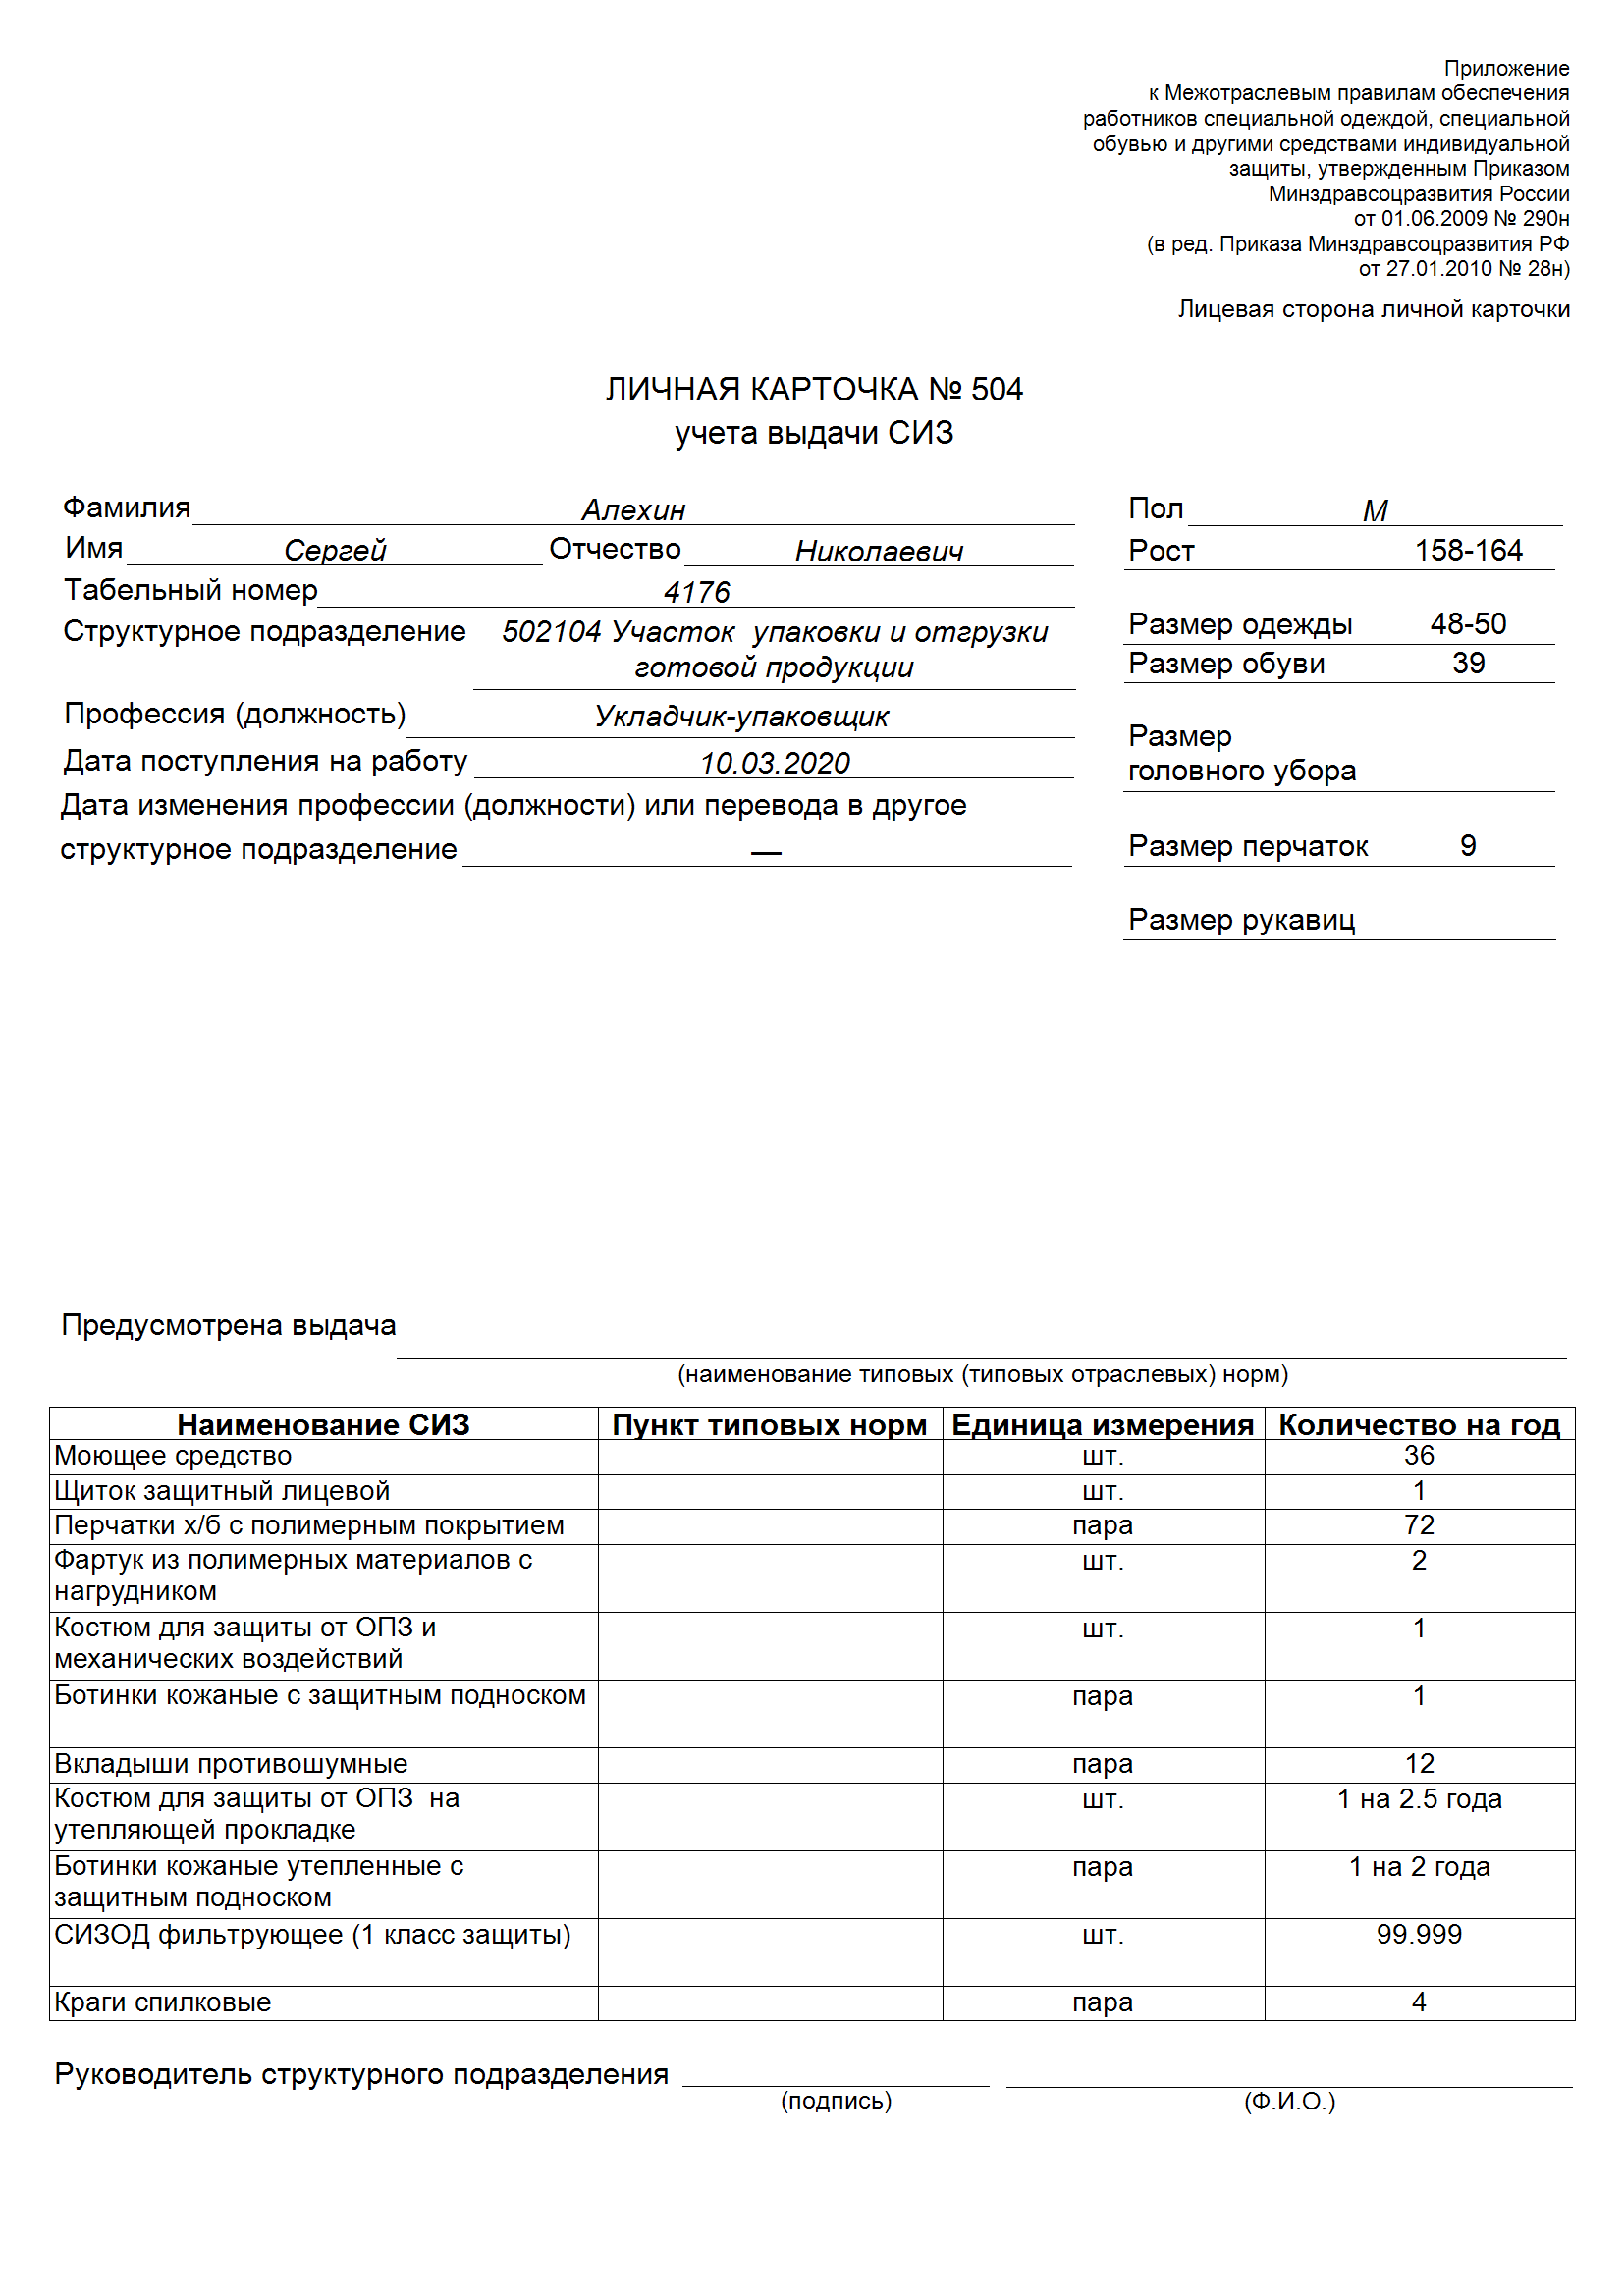 Приложение
к Межотраслевым правилам обеспечения
работников специальной одеждой, специальной
обувью и другими средствами индивидуальной
защиты, утвержденным Приказом
Минздравсоцразвития России
от 01.06.2009 № 290н
(в ред. Приказа Минздравсоцразвития РФ
от 27.01.2010 № 28н)
Лицевая сторона личной карточки
ЛИЧНАЯ КАРТОЧКА № 504
учета выдачи СИЗ
Фамилия Алехин
Имя Сергей Отчество Николаевич
Табельный номер 4176
Структурное подразделение 502104 Участок  упаковки и отгрузки
готовой продукции
Профессия (должность) Укладчик-упаковщик
Дата поступления на работу 10.03.2020
Дата изменения профессии (должности) или перевода в другое
структурное подразделение —
Пол М
Рост 158-164
Размер одежды 48-50
Размер обуви 39
Размер
головного убора
Размер перчаток 9
Размер рукавиц
Предусмотрена выдача
(наименование типовых (типовых отраслевых) норм)
Наименование СИЗ Пункт типовых норм Единица измерения Количество на год
Моющее средство шт. 36
Щиток защитный лицевой шт. 1
Перчатки х/б с полимерным покрытием пара 72
Фартук из полимерных материалов с шт. 2
нагрудником
Костюм для защиты от ОПЗ и шт. 1
механических воздействий
Ботинки кожаные с защитным подноском пара 1
Вкладыши противошумные пара 12
Костюм для защиты от ОПЗ  на шт. 1 на 2.5 года
утепляющей прокладке
Ботинки кожаные утепленные с пара 1 на 2 года
защитным подноском
СИЗОД фильтрующее (1 класс защиты) шт. 99.999
Краги спилковые пара 4
Руководитель структурного подразделения
(подпись) (Ф.И.О.)